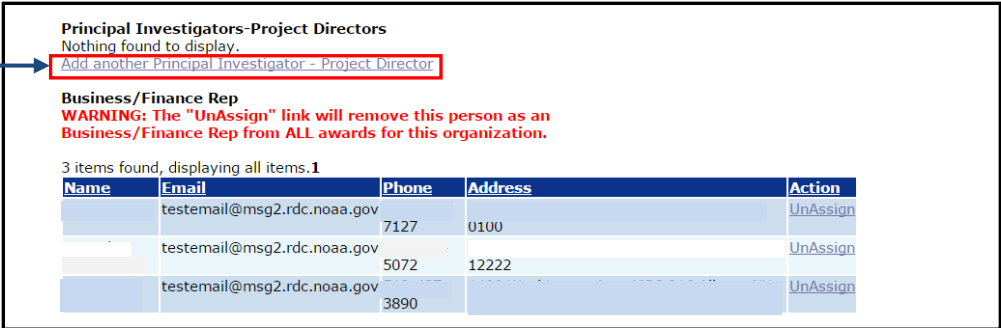 Principal Investigators-Project Directors
Nothing found to display.
Add another Principal Investigator - Project Director
Business/Finance Rep
WARNING: The "UnAssign" link will remove this person as an
Business/Finance Rep from ALL awards for this organization.
3 items found, displaying all items.1
Name Email Phone Address Action
testemail@msg2.rdc.noaa.gov UnAssign
7127 0100
testemail@msg2.rdc.noaa.gov UnAssign
5072 12222
testemail@msg2.rdc.noaa.gov UnAssign
3890